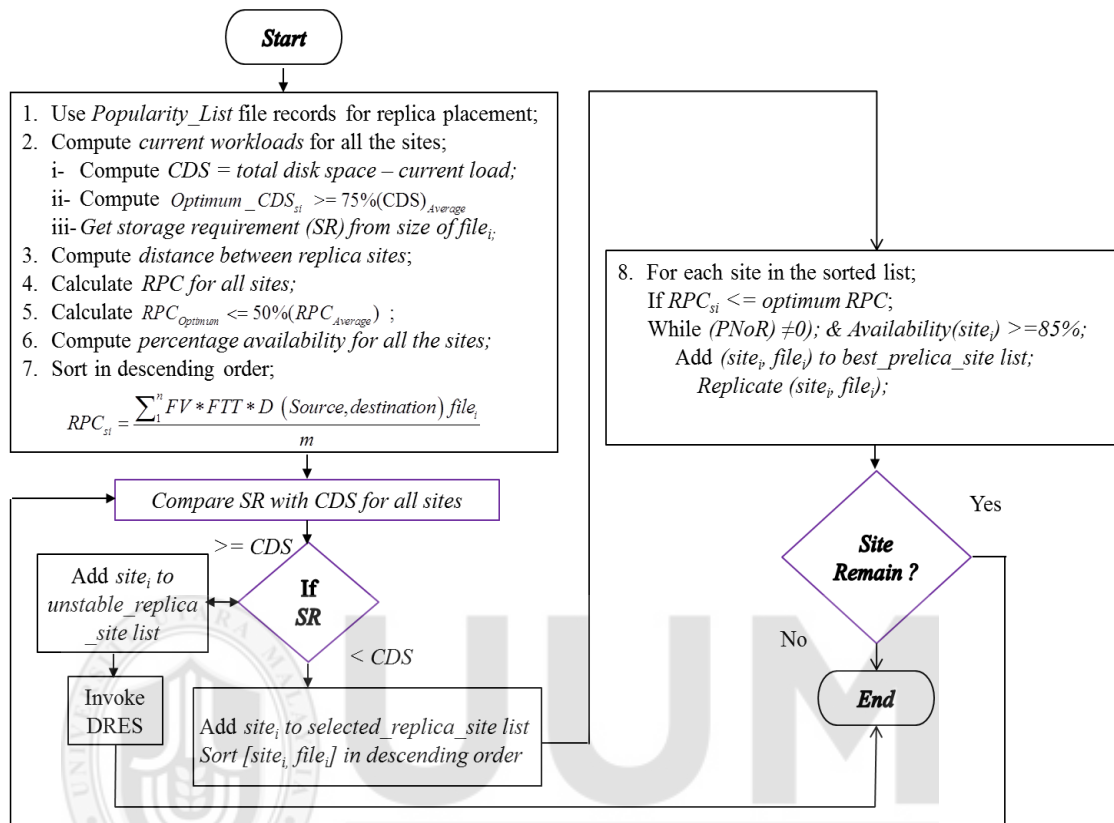 Start
1. Use Popularity_List file records for replica placement;
2. Compute current workloads for all the sites;
i- Compute CDS = total disk space – current load;
ii- Compute Optimum_CDS_si >= 75%(CDS)_Average
iii- Get storage requirement (SR) from size of file_i;
3. Compute distance between replica sites;
4. Calculate RPC for all sites;
5. Calculate RPC_Optimum <= 50%(RPC_Average) ;
6. Compute percentage availability for all the sites;
7. Sort in descending order;
RPC_si = ∑_1^n FV * FTT * D (Source, destination) file_i / m
Compare SR with CDS for all sites
>= CDS
If
SR
< CDS
Add site_i to
unstable_replica
_site list
Invoke
DRES
Add site_i to selected_replica_site list
Sort [site_i, file_i] in descending order
8. For each site in the sorted list;
If RPC_si <= optimum RPC;
While (PNoR) ≠0); & Availability(site_i) >=85%;
Add (site_i, file_i) to best_prelica_site list;
Replicate (site_i, file_i);
Site
Remain ?
Yes
No
End
UUM
UNIVERSITI UTARA MALAYSIA